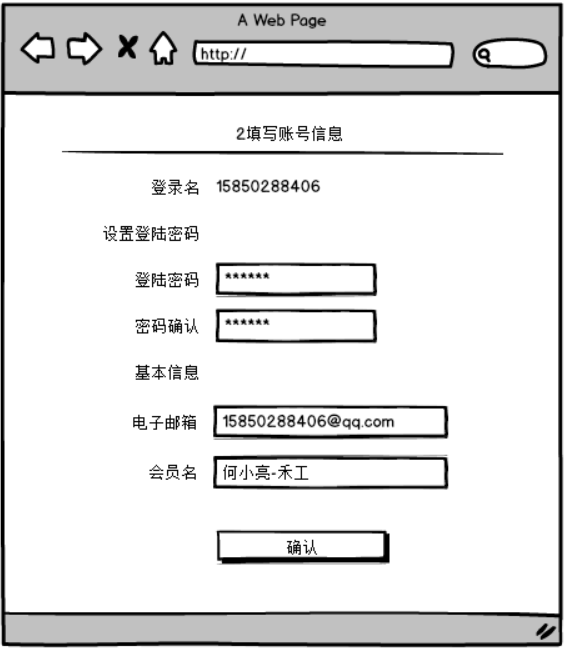 A Web Page
http://
2填写账号信息
登录名 15850288406
设置登陆密码
登陆密码 ******
密码确认 ******
基本信息
电子邮箱 15850288406@qq.com
会员名 何小亮-禾工
确认